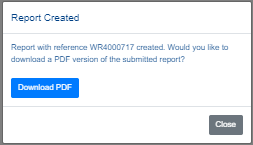 Report Created
Report with reference WR4000717 created. Would you like to
download a PDF version of the submitted report?
Download PDF
Close